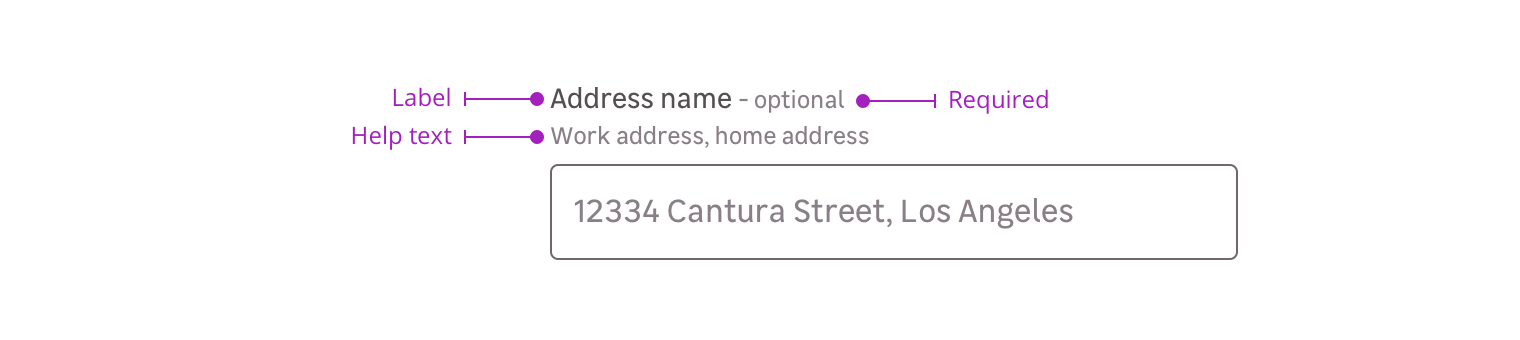 Label Address name - optional Required
Help text Work address, home address
12334 Cantura Street, Los Angeles